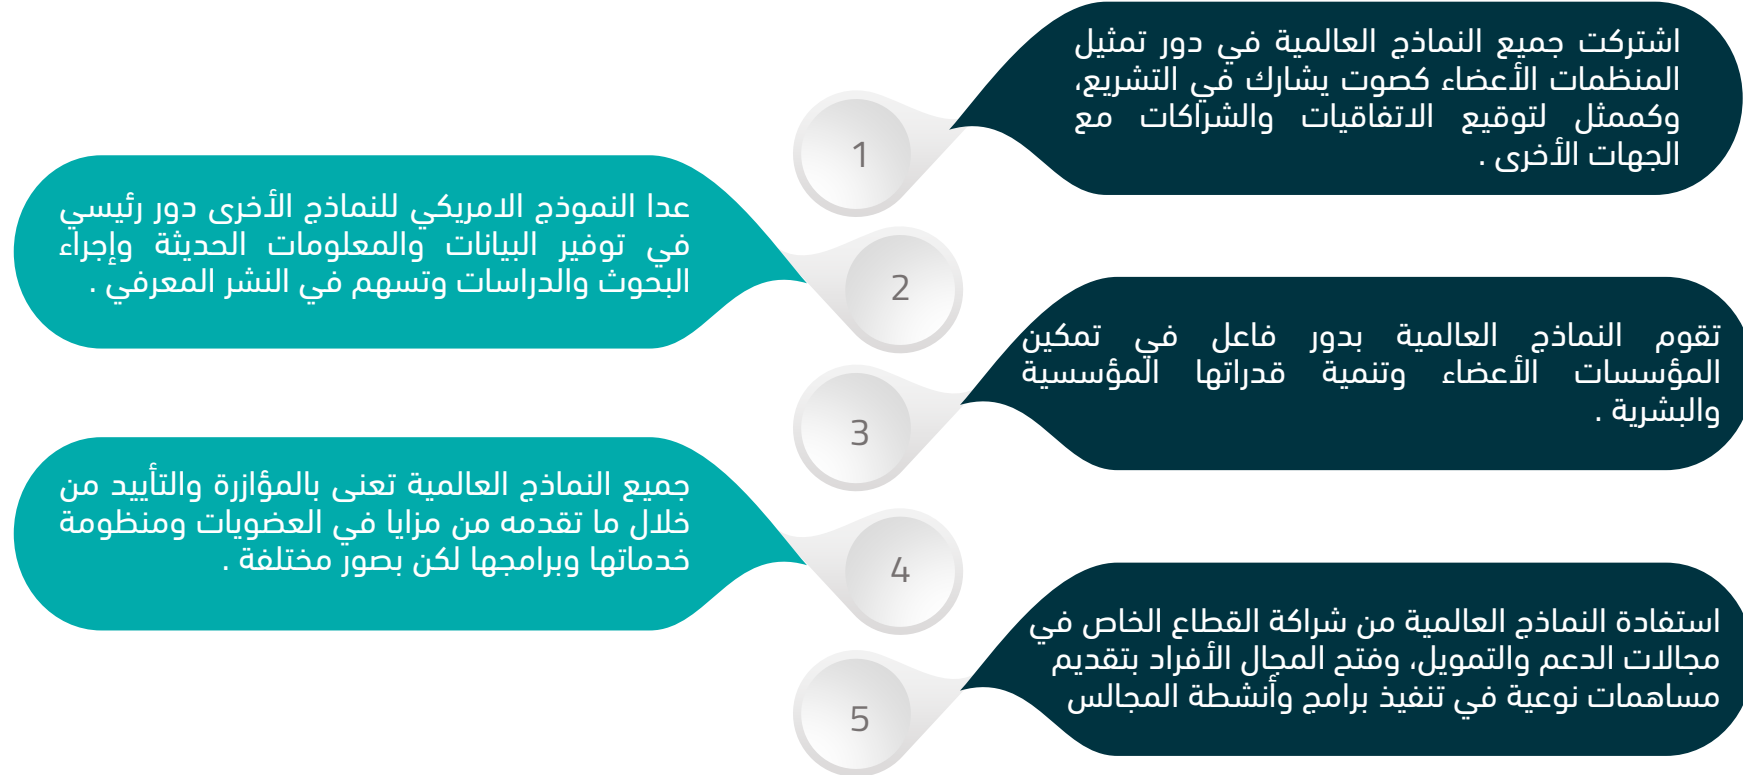 1
اشتركت جميع النماذج العالمية في دور تمثيل
المنظمات الأعضاء كصوت يشارك في التشريع،
وكممثل لتوقيع الاتفاقيات والشراكات مع
الجهات الأخرى .
2
عدا النموذج الامريكي للنماذج الأخرى دور رئيسي
في توفير البيانات والمعلومات الحديثة وإجراء
البحوث والدراسات وتسهم في النشر المعرفي .
3
تقوم النماذج العالمية بدور فاعل في تمكين
المؤسسات الأعضاء وتنمية قدراتها المؤسسية
والبشرية .
4
جميع النماذج العالمية تعنى بالمؤازرة والتأييد من
خلال ما تقدمه من مزايا في العضويات ومنظومة
خدماتها وبرامجها لكن بصور مختلفة .
5
استفادة النماذج العالمية من شراكة القطاع الخاص في
مجالات الدعم والتمويل، وفتح المجال الأفراد بتقديم
مساهمات نوعية في تنفيذ برامج وأنشطة المجالس